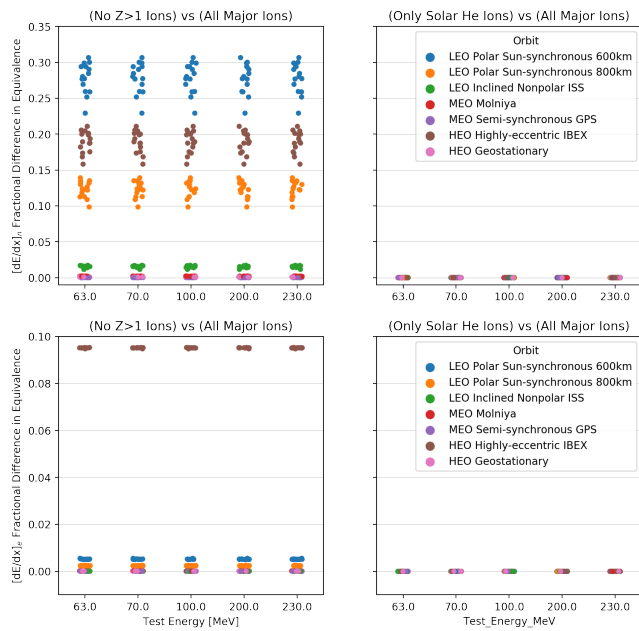 (No Z>1 Ions) vs (All Major Ions)
(Only Solar He Ions) vs (All Major Ions)
[dE/dx]ᵢ, Fractional Difference in Equivalence
0.30
0.25
0.20
0.15
0.10
0.05
0.00
63.0 70.0 100.0 200.0 230.0
Orbit
LEO Polar Sun-synchronous 600km
LEO Polar Sun-synchronous 800km
LEO Inclined Nonpolar ISS
MEO Molniya
MEO Semi-synchronous GPS
HEO Highly-eccentric IBEX
HEO Geostationary
63.0 70.0 100.0 200.0 230.0
(No Z>1 Ions) vs (All Major Ions)
(Only Solar He Ions) vs (All Major Ions)
[dE/dx]ₑ Fractional Difference in Equivalence
0.10
0.08
0.06
0.04
0.02
0.00
63.0 70.0 100.0 200.0 230.0
Test Energy [MeV]
Orbit
LEO Polar Sun-synchronous 600km
LEO Polar Sun-synchronous 800km
LEO Inclined Nonpolar ISS
MEO Molniya
MEO Semi-synchronous GPS
HEO Highly-eccentric IBEX
HEO Geostationary
63.0 70.0 100.0 200.0 230.0
Test_Energy_MeV